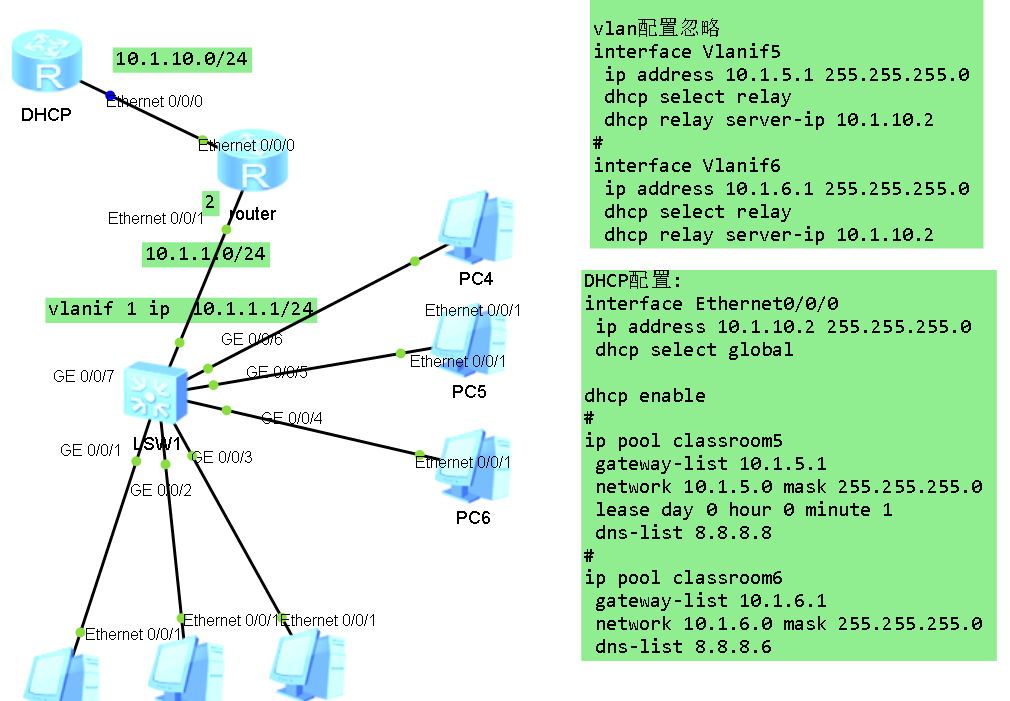 10.1.10.0/24
Ethernet 0/0/0
DHCP
Ethernet 0/0/0
R
R
2
router
Ethernet 0/0/1
10.1.1.0/24
vlanif 1 ip  10.1.1.1/24
PC4
Ethernet 0/0/1
GE 0/0/6
Ethernet 0/0/1
GE 0/0/5
GE 0/0/7
PC5
GE 0/0/4
LSW1
GE 0/0/1
GE 0/0/3
Ethernet 0/0/1
GE 0/0/2
PC6
Ethernet 0/0/1
Ethernet 0/0/1
Ethernet 0/0/1
vlan配置忽略
interface Vlanif5
 ip address 10.1.5.1 255.255.255.0
 dhcp select relay
 dhcp relay server-ip 10.1.10.2
#
interface Vlanif6
 ip address 10.1.6.1 255.255.255.0
 dhcp select relay
 dhcp relay server-ip 10.1.10.2
DHCP配置:
interface Ethernet0/0/0
 ip address 10.1.10.2 255.255.255.0
 dhcp select global
dhcp enable
#
ip pool classroom5
 gateway-list 10.1.5.1
 network 10.1.5.0 mask 255.255.255.0
 lease day 0 hour 0 minute 1
 dns-list 8.8.8.8
#
ip pool classroom6
 gateway-list 10.1.6.1
 network 10.1.6.0 mask 255.255.255.0
 dns-list 8.8.8.6